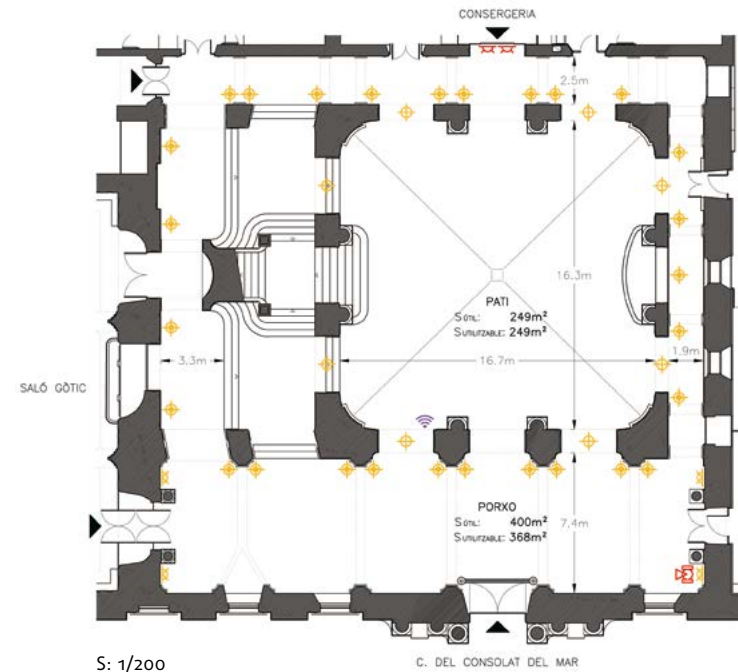 CONSERGERIA
2.5m
16.3m
PATI
SÚTIL: 249m²
SUTILITZABLE: 249m²
3.3m
16.7m
1.9m
SALÓ GÒTIC
PORXO
SÚTIL: 400m²
SUTILITZABLE: 368m²
7.4m
S: 1/200
C. DEL CONSOLAT DEL MAR